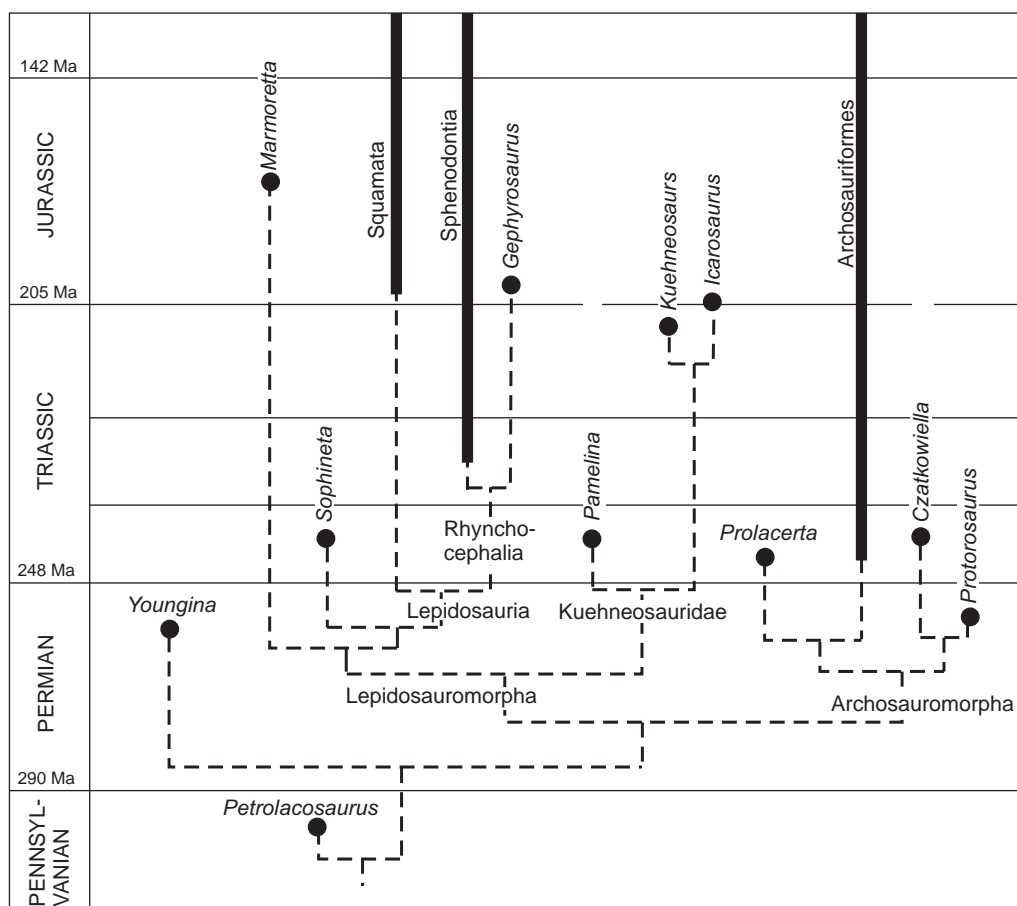 142 Ma
JURASSIC
205 Ma
TRIASSIC
248 Ma
PERMIAN
290 Ma
PENNSYL-
VANIAN
Marmoretta
Squamata
Sphenodontia
Gephyrosaurus
Kuehneosaurs
Icarosaurus
Archosauriformes
Sophineta
Rhyncho-
cephalia
Pamelina
Prolacerta
Czatkowiella
Protorosaurus
Youngina
Lepidosauria
Kuehneosauridae
Lepidosauromorpha
Archosauromorpha
Petrolacosaurus